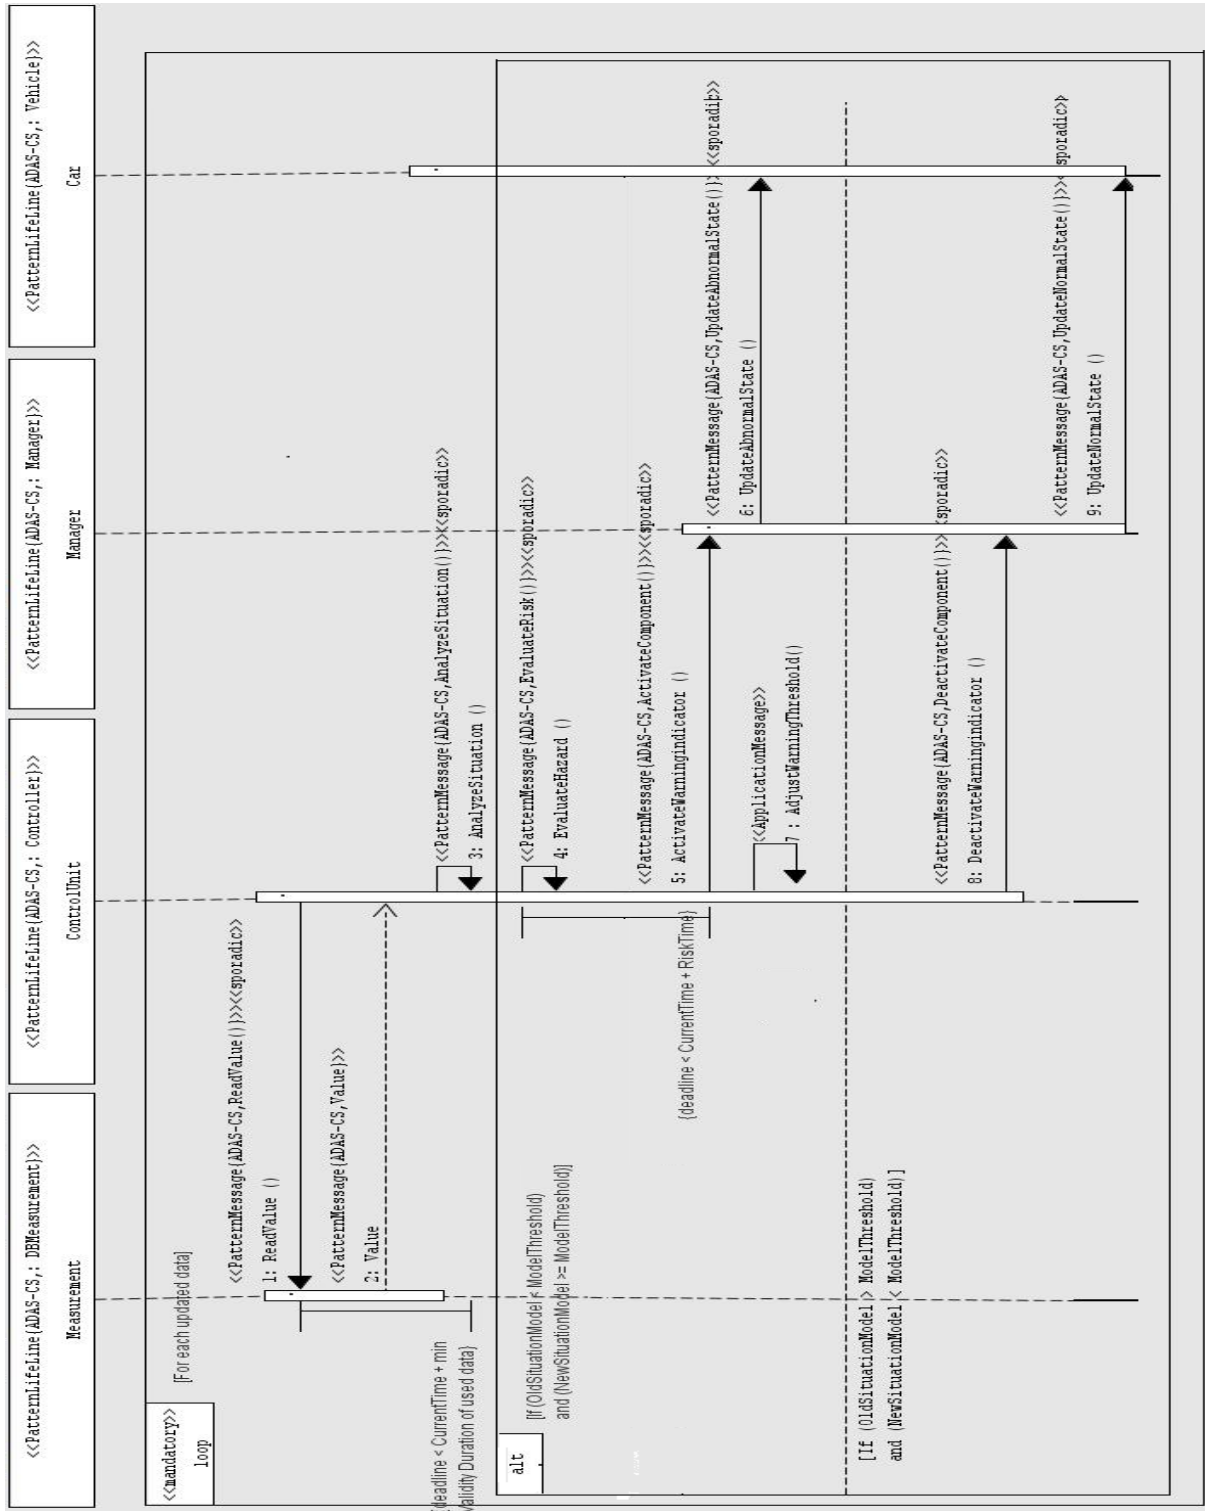 <<PatternLifeLine{ADAS-CS,: DBMeasurement}>>
Measurement
<<PatternLifeLine{ADAS-CS,: Controller}>>
ControlUnit
<<PatternLifeLine{ADAS-CS,: Manager}>>
Manager
<<PatternLifeLine{ADAS-CS,: Vehicle}>>
Car
<<mandatory>>
loop
[For each updated data]
<<PatternMessage{ADAS-CS,ReadValue()}>><<sporadic>>
1: ReadValue ()
<<PatternMessage{ADAS-CS,Value}>>
2: Value
{deadline < CurrentTime + min
Validity Duration of used data}
<<PatternMessage{ADAS-CS,AnalyzeSituation()}>><<sporadic>>
3: AnalyzeSituation ()
alt
[If (OldSituationModel < ModelThreshold)
and (NewSituationModel >= ModelThreshold)]
<<PatternMessage{ADAS-CS,EvaluateRisk()}>><<sporadic>>
4: EvaluateHazard ()
<<PatternMessage{ADAS-CS,ActivateComponent()}>><<sporadic>>
5: ActivateWarningindicator ()
{deadline < CurrentTime + RiskTime}
<<PatternMessage{ADAS-CS,UpdateAbnormalState()}> <<sporadic>>
6: UpdateAbnormalState ()
<<ApplicationMessage>>
7 : AdjustWarningThreshold()
[If (OldSituationModel > ModelThreshold)
and (NewSituationModel < ModelThreshold)]
<<PatternMessage{ADAS-CS,DeactivateComponent()}>> <sporadic>>
8: DeactivateWarningindicator ()
<<PatternMessage{ADAS-CS,UpdateNormalState()}>><sporadic>>
9: UpdateNormalState ()